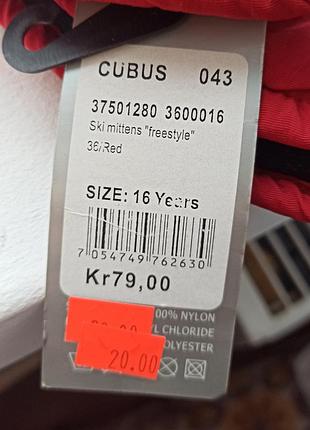 CUBUS 043
37501280 3600016
Ski mittens "freestyle"
36/Red
SIZE: 16 Years
7 054749 762630
Kr79,00
100% NYLON
CHLORIDE
POLYESTER
20.00